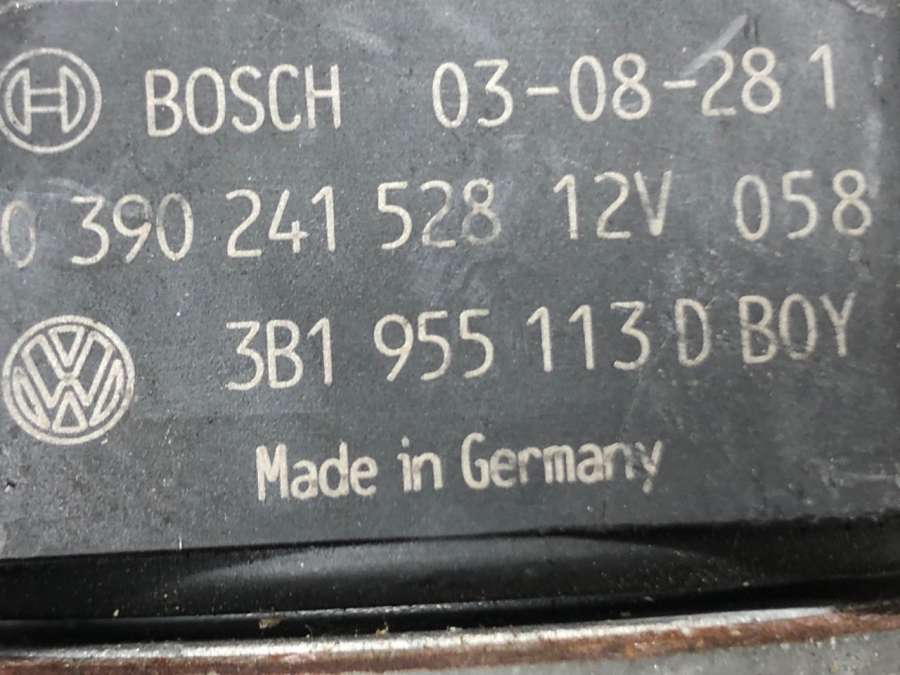 BOSCH 03-08-28 1
0 390 241 528 12V 058
3B1 955 113 D BOY
Made in Germany